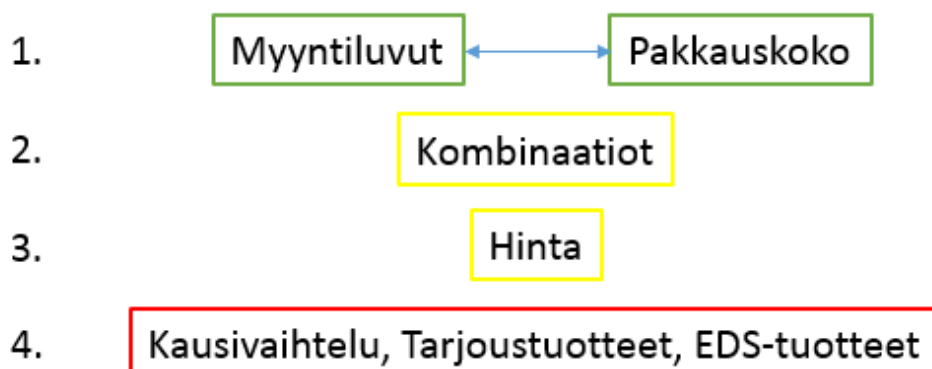 1. Myyntiluvut Pakkauskoko
2. Kombinaatiot
3. Hinta
4. Kausivaihtelu, Tarjoustuotteet, EDS-tuotteet